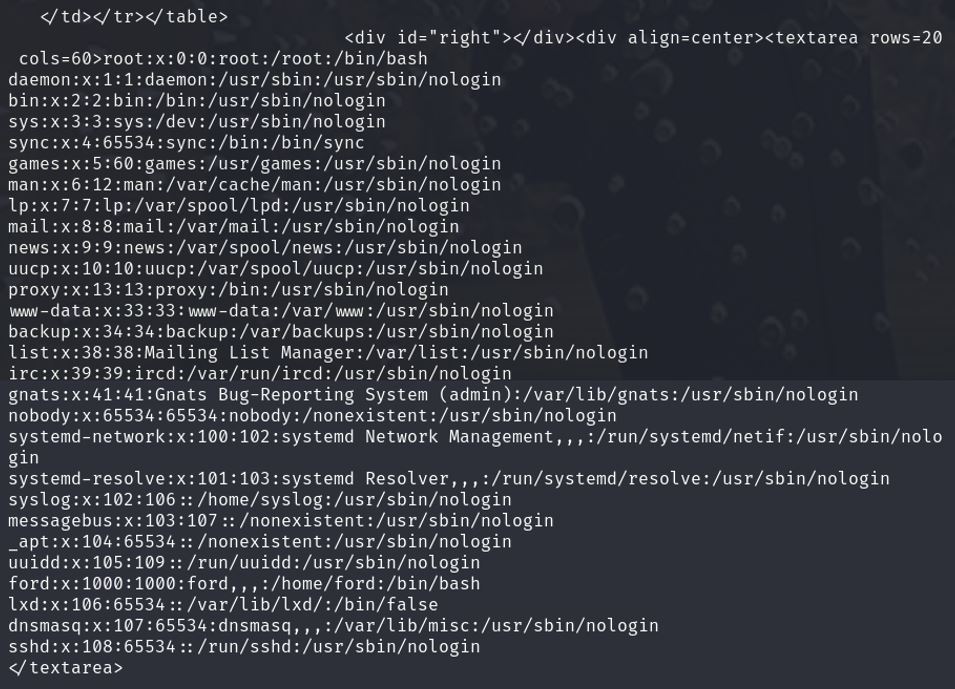 </td></tr></table>
<div id="right"></div><div align=center><textarea rows=20
cols=60>root:x:0:0:root:/root:/bin/bash
daemon:x:1:1:daemon:/usr/sbin:/usr/sbin/nologin
bin:x:2:2:bin:/bin:/usr/sbin/nologin
sys:x:3:3:sys:/dev:/usr/sbin/nologin
sync:x:4:65534:sync:/bin:/bin/sync
games:x:5:60:games:/usr/games:/usr/sbin/nologin
man:x:6:12:man:/var/cache/man:/usr/sbin/nologin
lp:x:7:7:lp:/var/spool/lpd:/usr/sbin/nologin
mail:x:8:8:mail:/var/mail:/usr/sbin/nologin
news:x:9:9:news:/var/spool/news:/usr/sbin/nologin
uucp:x:10:10:uucp:/var/spool/uucp:/usr/sbin/nologin
proxy:x:13:13:proxy:/bin:/usr/sbin/nologin
www-data:x:33:33:www-data:/var/www:/usr/sbin/nologin
backup:x:34:34:backup:/var/backups:/usr/sbin/nologin
list:x:38:38:Mailing List Manager:/var/list:/usr/sbin/nologin
irc:x:39:39:ircd:/var/run/ircd:/usr/sbin/nologin
gnats:x:41:41:Gnats Bug-Reporting System (admin):/var/lib/gnats:/usr/sbin/nologin
nobody:x:65534:65534:nobody:/nonexistent:/usr/sbin/nologin
systemd-network:x:100:102:systemd Network Management,,,:/run/systemd/netif:/usr/sbin/nolo
gin
systemd-resolve:x:101:103:systemd Resolver,,,:/run/systemd/resolve:/usr/sbin/nologin
syslog:x:102:106::/home/syslog:/usr/sbin/nologin
messagebus:x:103:107::/nonexistent:/usr/sbin/nologin
_apt:x:104:65534::/nonexistent:/usr/sbin/nologin
uuidd:x:105:109::/run/uuidd:/usr/sbin/nologin
ford:x:1000:1000:ford,,,:/home/ford:/bin/bash
lxd:x:106:65534::/var/lib/lxd/:/bin/false
dnsmasq:x:107:65534:dnsmasq,,,:/var/lib/misc:/usr/sbin/nologin
sshd:x:108:65534::/run/sshd:/usr/sbin/nologin
</textarea>